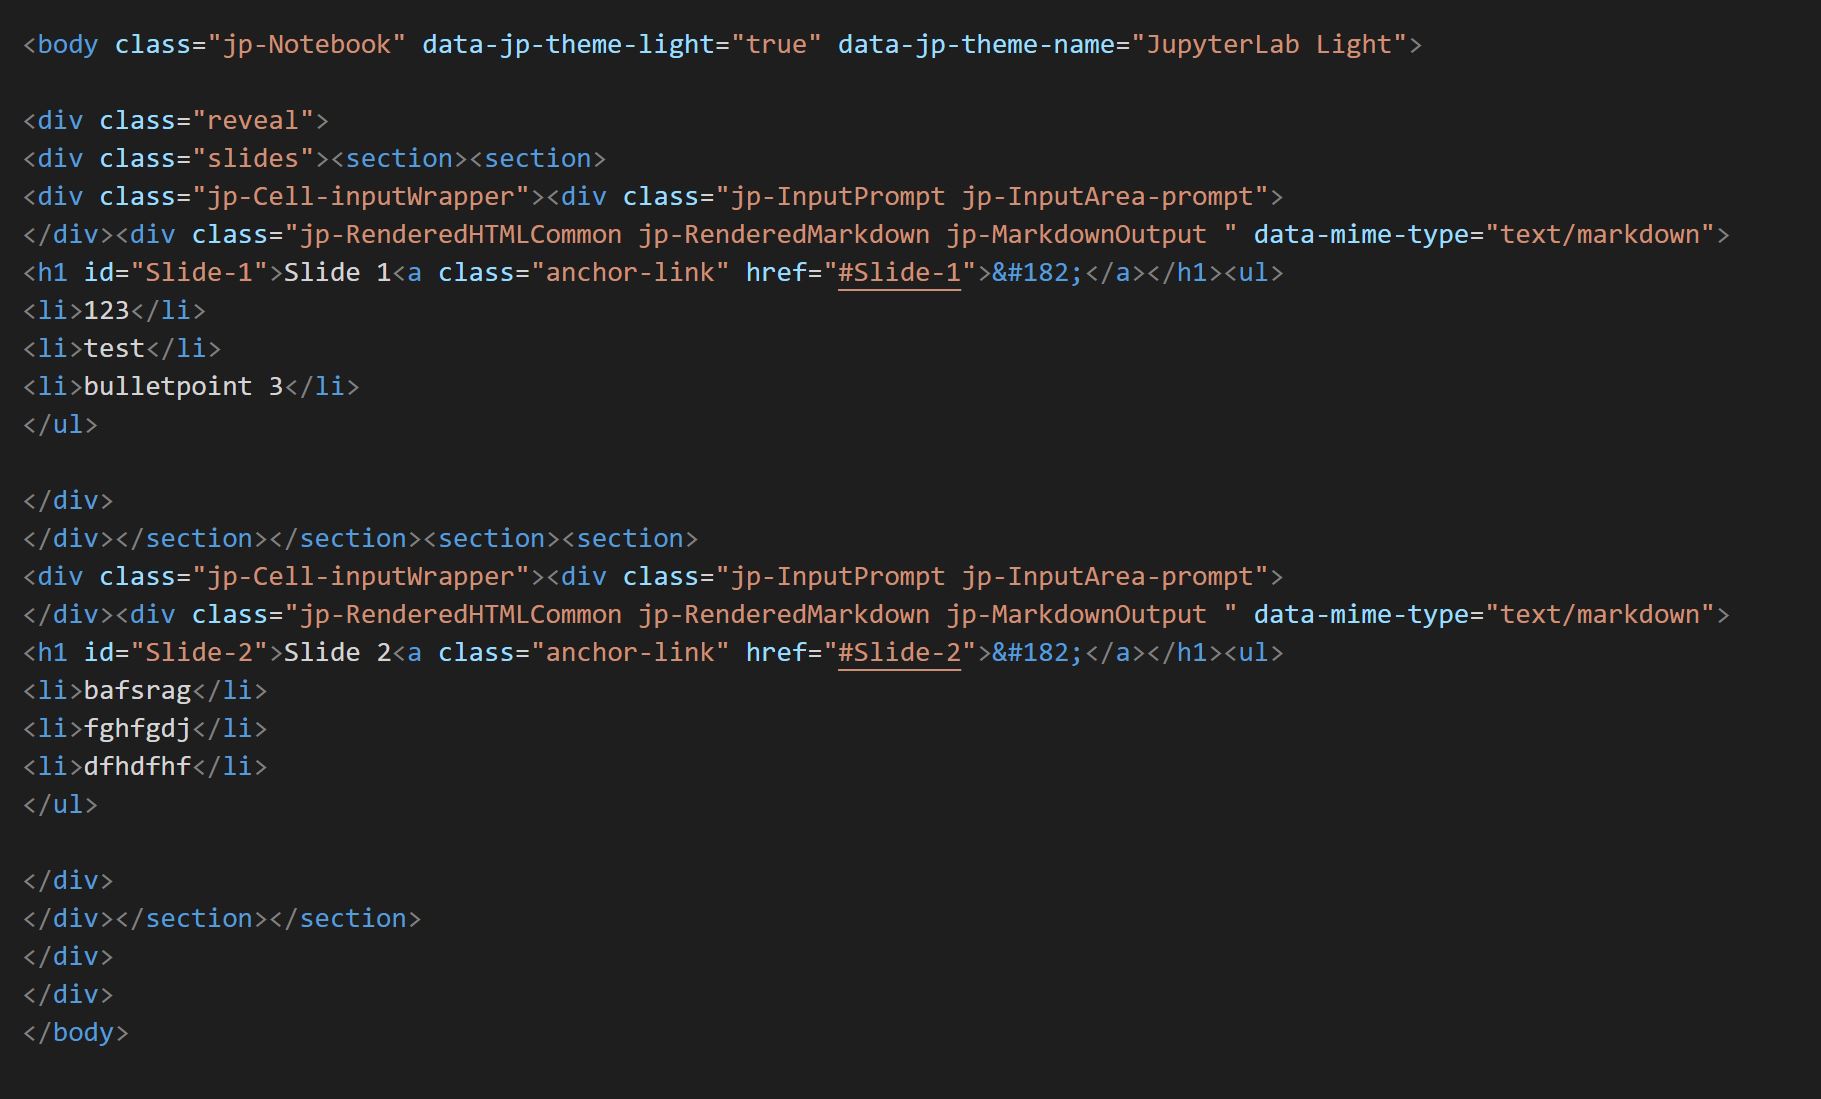 <body class="jp-Notebook" data-jp-theme-light="true" data-jp-theme-name="JupyterLab Light">
<div class="reveal">
<div class="slides"><section><section>
<div class="jp-Cell-inputWrapper"><div class="jp-InputPrompt jp-InputArea-prompt">
</div><div class="jp-RenderedHTMLCommon jp-RenderedMarkdown jp-MarkdownOutput " data-mime-type="text/markdown">
<h1 id="Slide-1">Slide 1<a class="anchor-link" href="#Slide-1">&#182;</a></h1><ul>
<li>123</li>
<li>test</li>
<li>bulletpoint 3</li>
</ul>
</div>
</div></section></section><section><section>
<div class="jp-Cell-inputWrapper"><div class="jp-InputPrompt jp-InputArea-prompt">
</div><div class="jp-RenderedHTMLCommon jp-RenderedMarkdown jp-MarkdownOutput " data-mime-type="text/markdown">
<h1 id="Slide-2">Slide 2<a class="anchor-link" href="#Slide-2">&#182;</a></h1><ul>
<li>bafsrag</li>
<li>fghfgdj</li>
<li>dfhdfhf</li>
</ul>
</div>
</div></section></section>
</div>
</div>
</body>